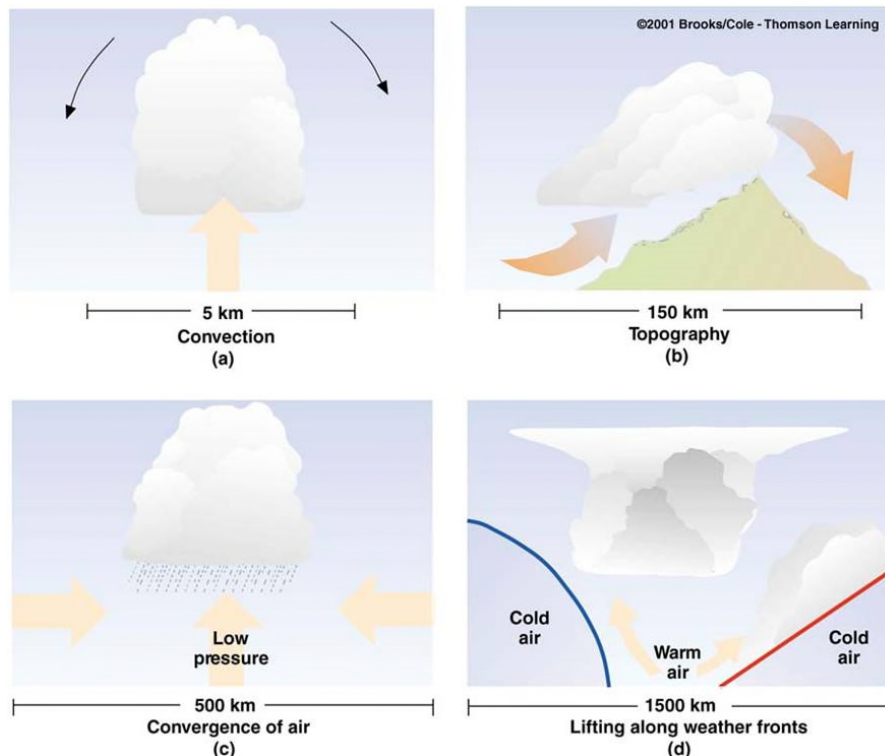 ©2001 Brooks/Cole - Thomson Learning
5 km
Convection
(a)
150 km
Topography
(b)
Low
pressure
500 km
Convergence of air
(c)
Cold
air
Warm
air
Cold
air
1500 km
Lifting along weather fronts
(d)